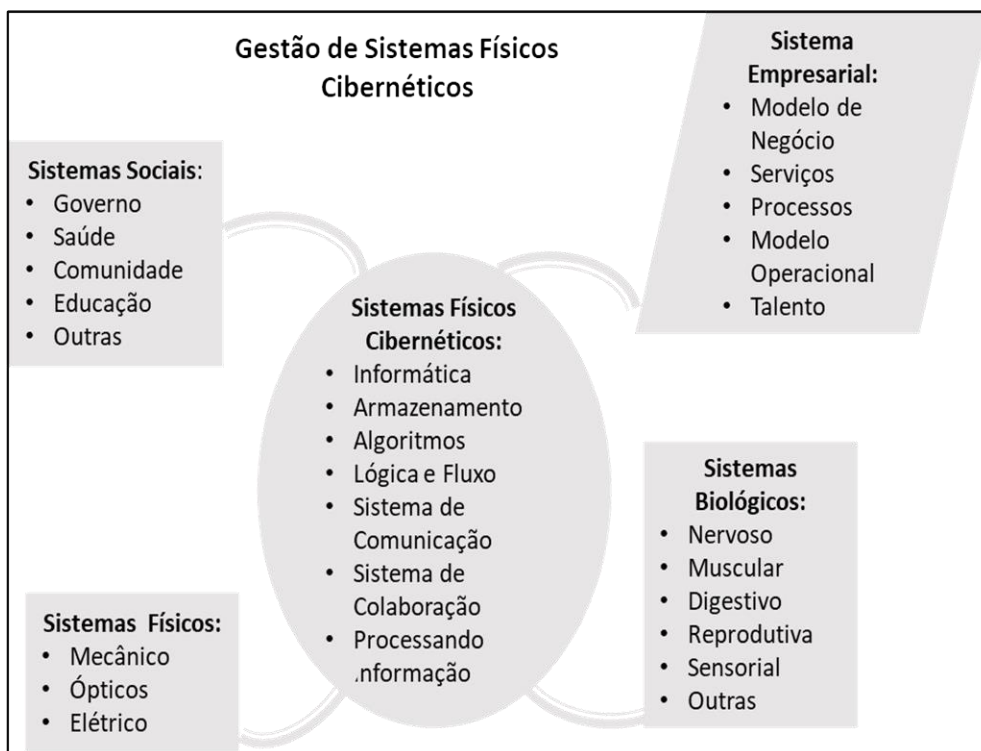 Gestão de Sistemas Físicos
Cibernéticos
Sistema
Empresarial:
• Modelo de
Negócio
• Serviços
• Processos
• Modelo
Operacional
• Talento
Sistemas Sociais:
• Governo
• Saúde
• Comunidade
• Educação
• Outras
Sistemas Físicos
Cibernéticos:
• Informática
• Armazenamento
• Algoritmos
• Lógica e Fluxo
• Sistema de
Comunicação
• Sistema de
Colaboração
• Processando
.nformação
Sistemas
Biológicos:
• Nervoso
• Muscular
• Digestivo
• Reprodutiva
• Sensorial
• Outras
Sistemas Físicos:
• Mecânico
• Ópticos
• Elétrico